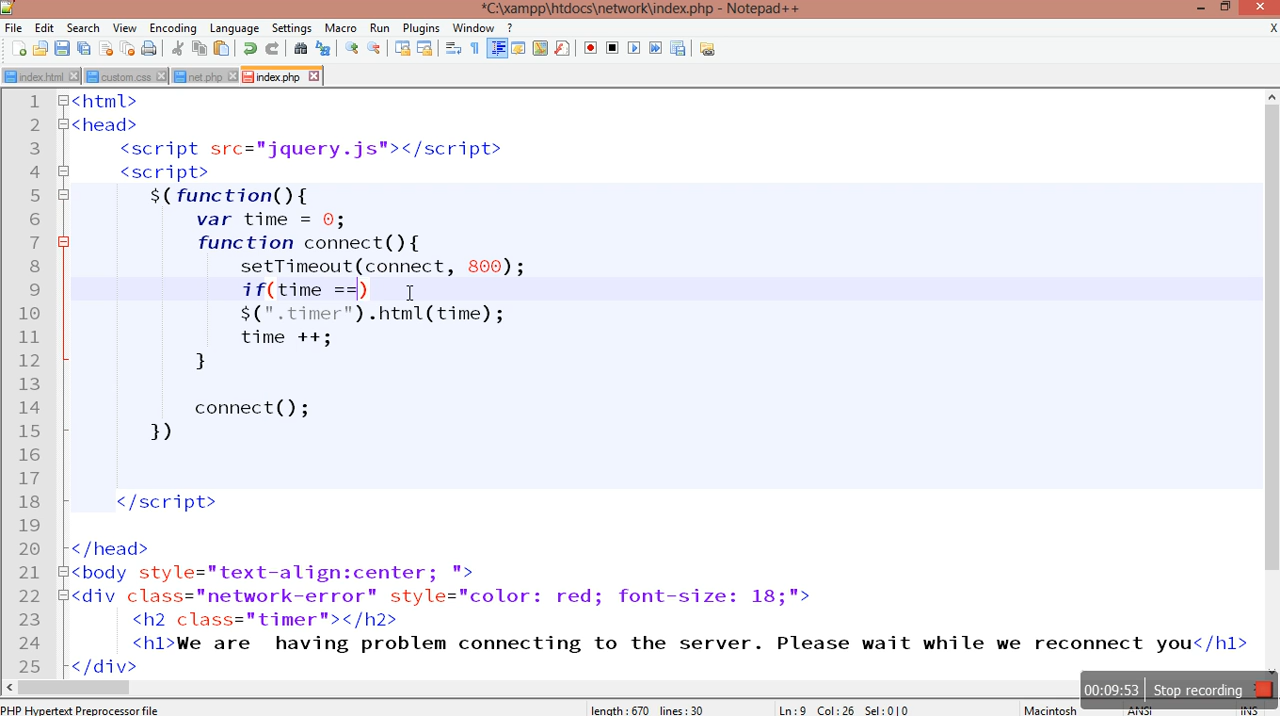 *C:\xampp\htdocs\network\index.php - Notepad++
File Edit Search View Encoding Language Settings Macro Run Plugins Window ? X
index.html custom.css net.php index.php
1 <html>
2 <head>
3 <script src="jquery.js"></script>
4 <script>
5 $(function(){
6 var time = 0;
7 function connect(){
8 setTimeout(connect, 800);
9 if(time ==)
10 $(".timer").html(time);
11 time ++;
12 }
13
14 connect();
15 })
16
17
18 </script>
19
20 </head>
21 <body style="text-align:center; ">
22 <div class="network-error" style="color: red; font-size: 18;">
23 <h2 class="timer"></h2>
24 <h1>We are  having problem connecting to the server. Please wait while we reconnect you</h1>
25 </div>
00:09:53 Stop recording
PHP Hypertext Preprocessor file length : 670 lines : 30 Ln : 9 Col : 26 Sel : 0 | 0 Macintosh ANSI INS